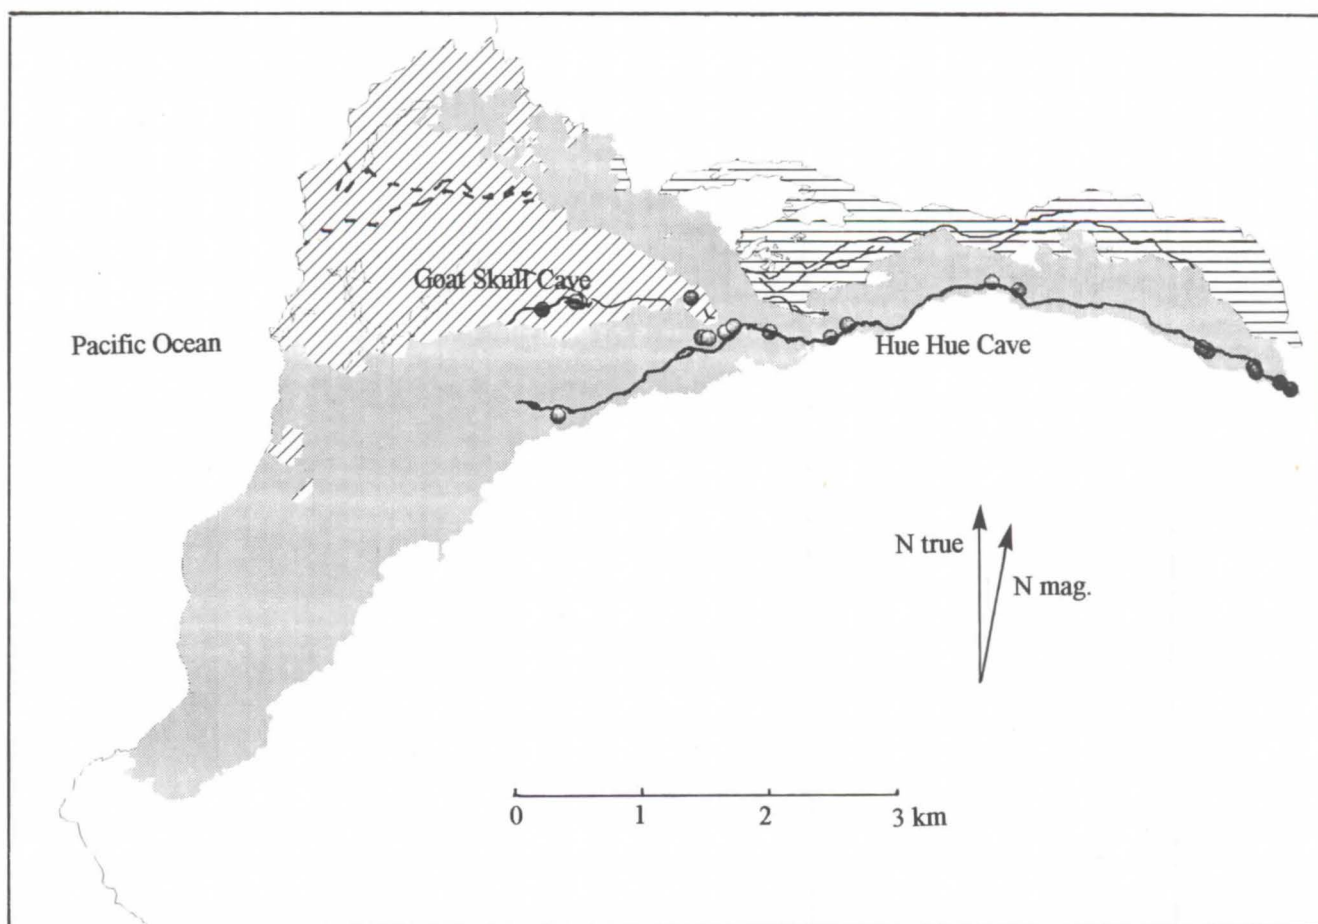 Goat Skull Cave
Pacific Ocean
Hue Hue Cave
N true
N mag.
0 1 2 3 km